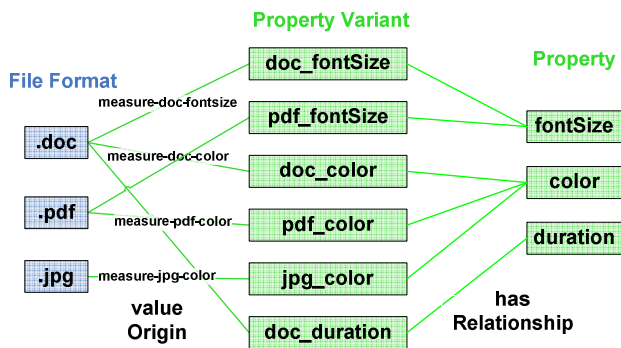 Property Variant
File Format
Property
doc_fontSize
measure-doc-fontsize
pdf_fontSize
fontSize
.doc
measure-doc-color
doc_color
color
.pdf
measure-pdf-color
pdf_color
duration
.jpg
measure-jpg-color
jpg_color
value
Origin
has
Relationship
doc_duration